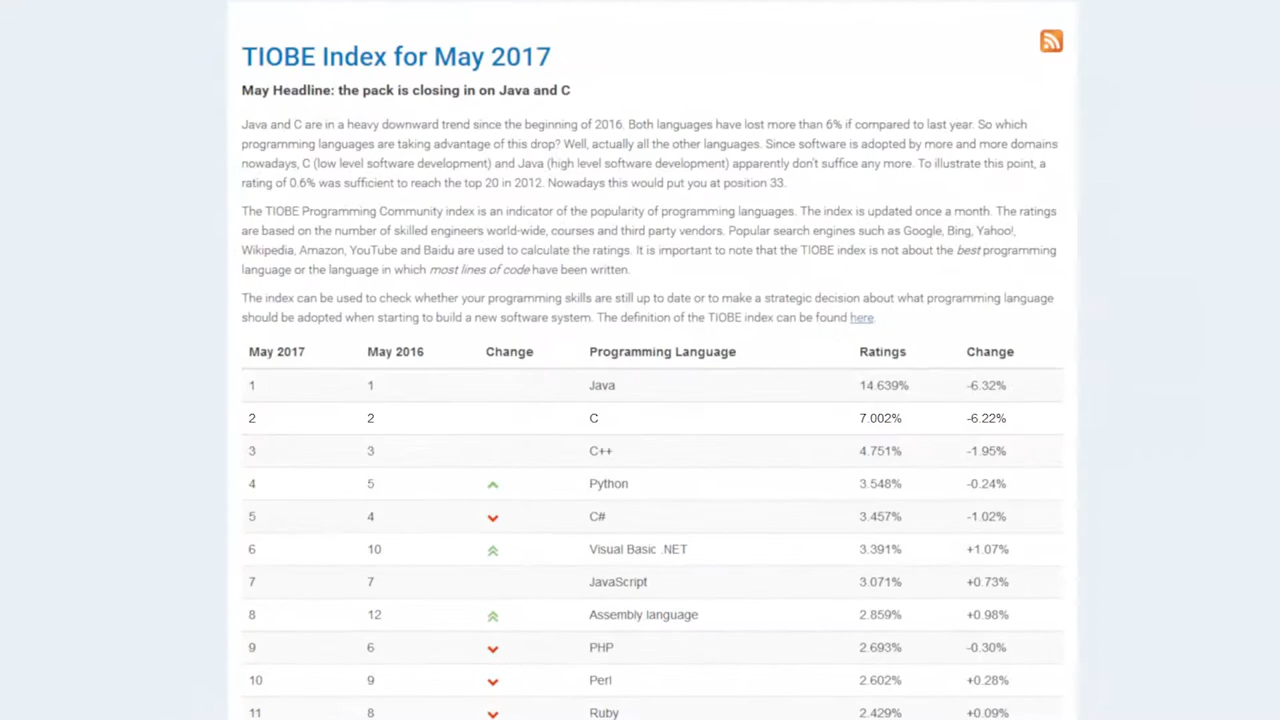 TIOBE Index for May 2017
May Headline: the pack is closing in on Java and C
Java and C are in a heavy downward trend since the beginning of 2016. Both languages have lost more than 6% if compared to last year. So which
programming languages are taking advantage of this drop? Well, actually all the other languages. Since software is adopted by more and more domains
nowadays, C (low level software development) and Java (high level software development) apparently don't suffice any more. To illustrate this point, a
rating of 0.6% was sufficient to reach the top 20 in 2012. Nowadays this would put you at position 33.
The TIOBE Programming Community index is an indicator of the popularity of programming languages. The index is updated once a month. The ratings
are based on the number of skilled engineers world-wide, courses and third party vendors. Popular search engines such as Google, Bing, Yahoo!,
Wikipedia, Amazon, YouTube and Baidu are used to calculate the ratings. It is important to note that the TIOBE index is not about the best programming
language or the language in which most lines of code have been written.
The index can be used to check whether your programming skills are still up to date or to make a strategic decision about what programming language
should be adopted when starting to build a new software system. The definition of the TIOBE index can be found here.
May 2017 May 2016 Change Programming Language Ratings Change
1 1 Java 14.639% -6.32%
2 2 C 7.002% -6.22%
3 3 C++ 4.751% -1.95%
4 5 Python 3.548% -0.24%
5 4 C# 3.457% -1.02%
6 10 Visual Basic .NET 3.391% +1.07%
7 7 JavaScript 3.071% +0.73%
8 12 Assembly language 2.859% +0.98%
9 6 PHP 2.693% -0.30%
10 9 Perl 2.602% +0.28%
11 8 Ruby 2.429% +0.09%